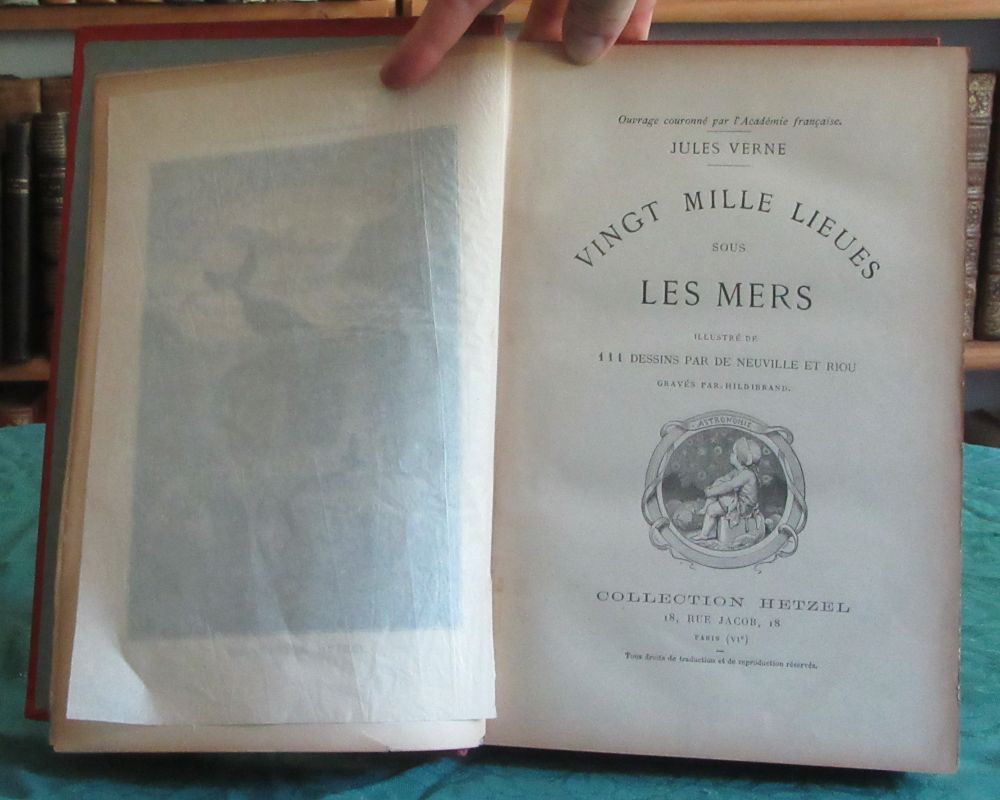 Ouvrage couronné par l'Académie française.
JULES VERNE
VINGT MILLE LIEUES
SOUS
LES MERS
ILLUSTRÉ DE
111 DESSINS PAR DE NEUVILLE ET RIOU
GRAVÉS PAR HILDIBRAND.
ASTRONOMIE
COLLECTION HETZEL
18, RUE JACOB, 18
PARIS (VIe)
Tous droits de traduction et de reproduction réservés.